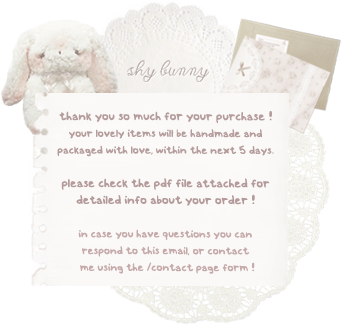 sky bunny
thank you so much for your purchase !
your lovely items will be handmade and
packaged with love, within the next 5 days.
please check the pdf file attached for
detailed info about your order !
in case you have questions you can
respond to this email, or contact
me using the /contact page form !